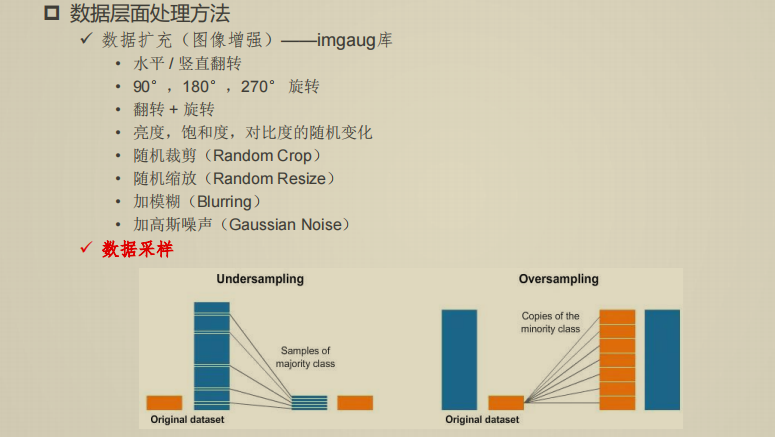 数据层面处理方法
数据扩充（图像增强）——imgaug库
水平 / 竖直翻转
90°，180°，270° 旋转
翻转 + 旋转
亮度，饱和度，对比度的随机变化
随机裁剪（Random Crop）
随机缩放（Random Resize）
加模糊（Blurring）
加高斯噪声（Gaussian Noise）
数据采样
Undersampling
Samples of
majority class
Original dataset
Oversampling
Copies of the
minority class
Original dataset